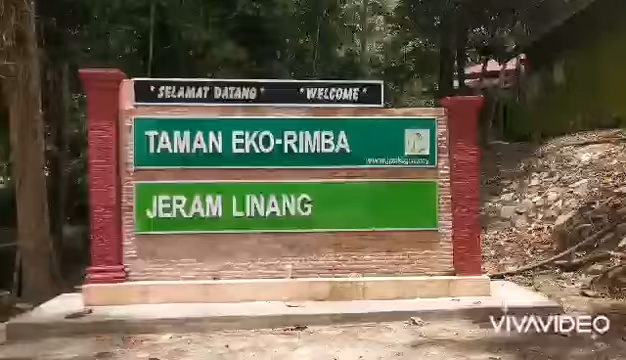 * SELAMAT DATANG * * WELCOME *
TAMAN EKO-RIMBA
JERAM LINANG
VIVAVIDEO